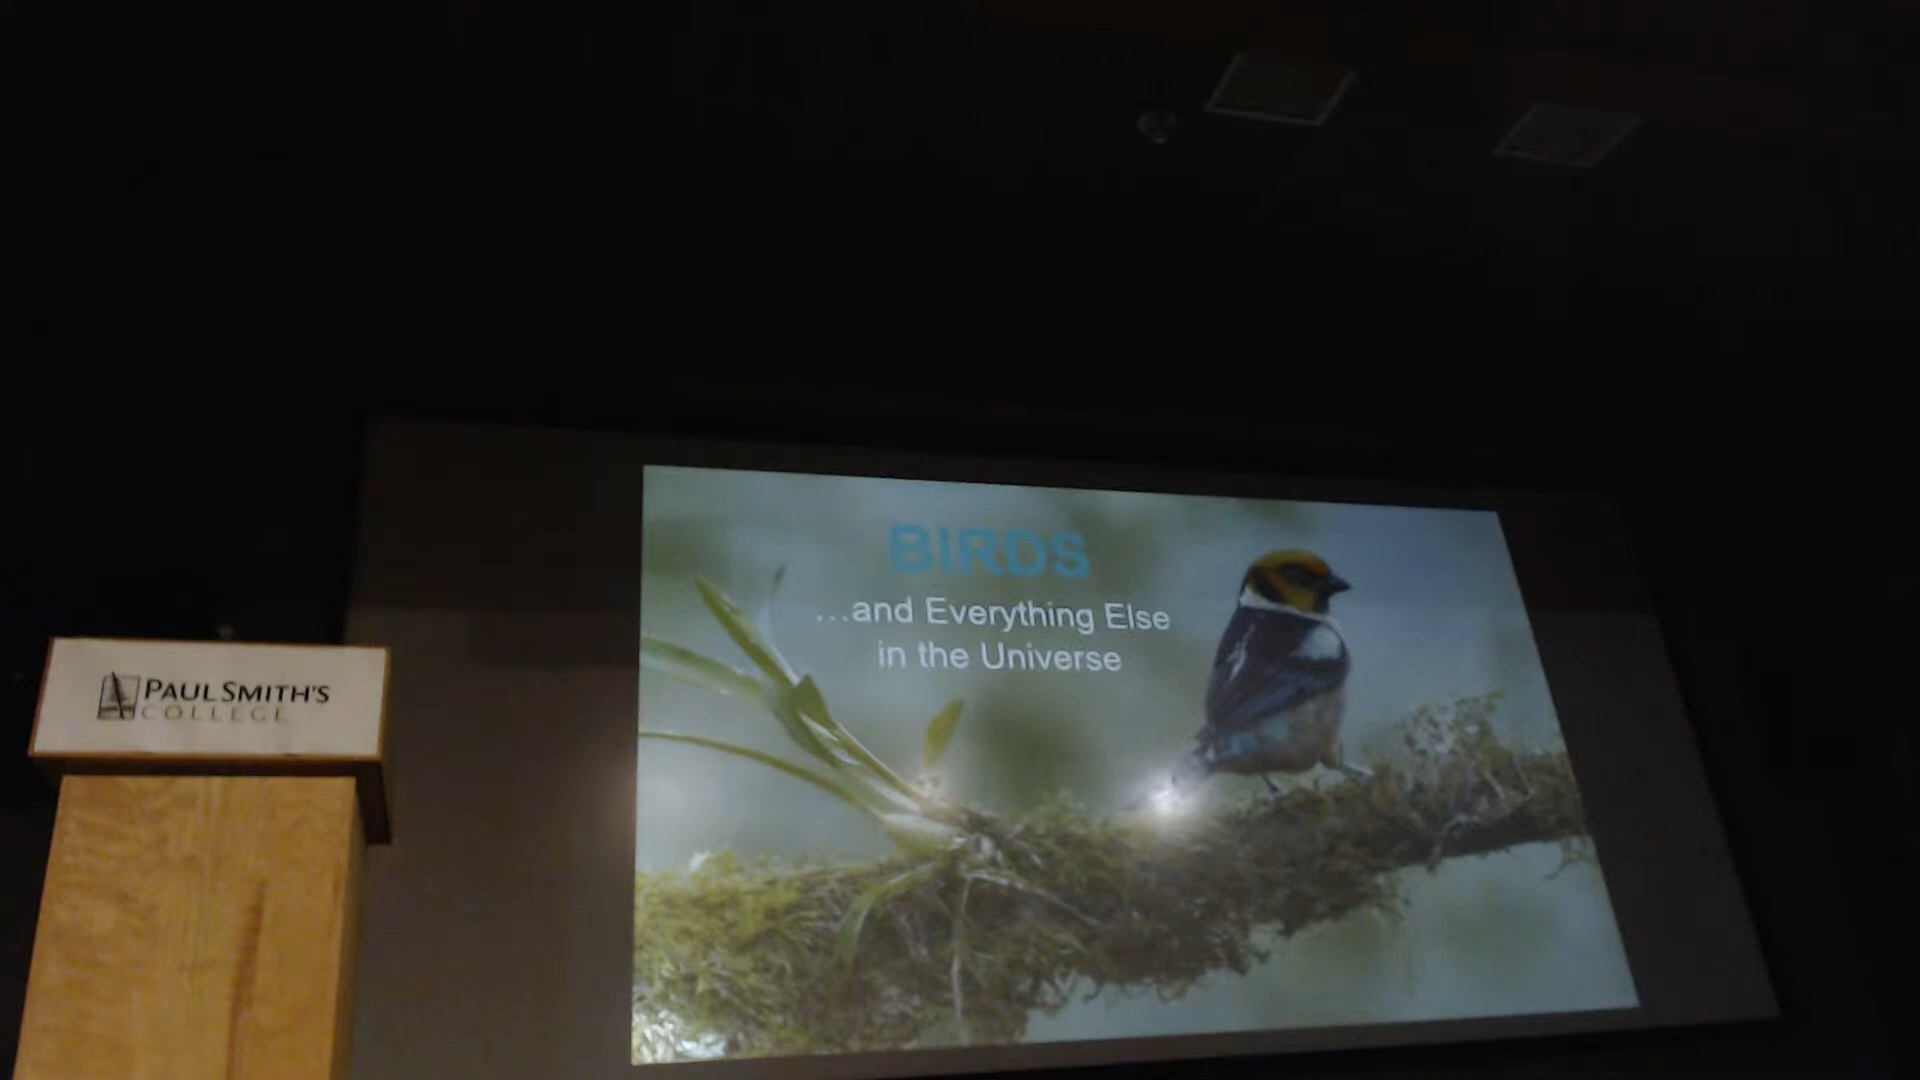 BIRDS
...and Everything Else
in the Universe
PAUL SMITH'S
COLLEGE